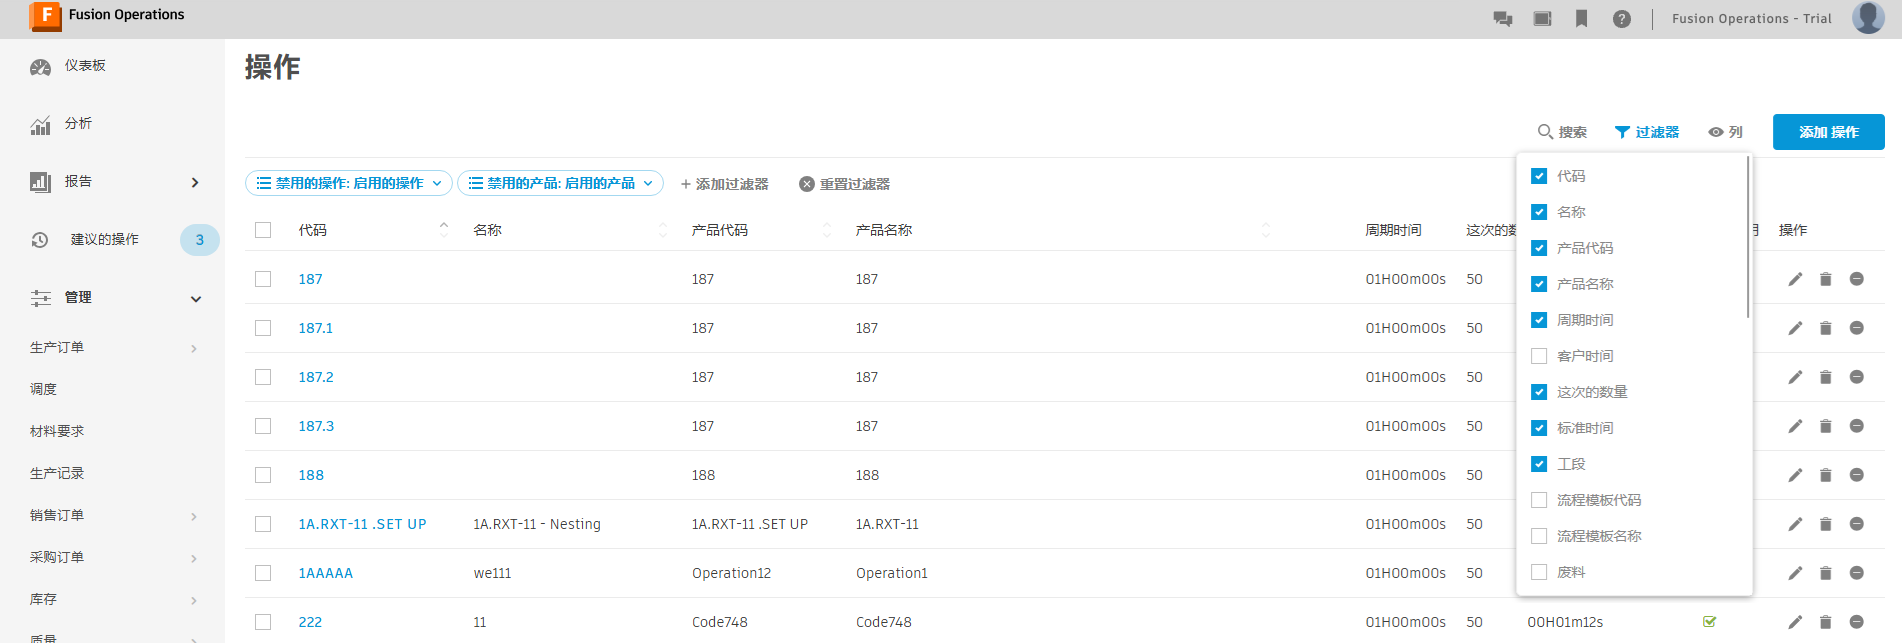 Fusion Operations
Fusion Operations - Trial
仪表板
分析
报告
建议的操作 3
管理
生产订单
调度
材料要求
生产记录
销售订单
采购订单
库存
质量
操作
搜索 过滤器 列 添加 操作
禁用的操作: 启用的操作 禁用的产品: 启用的产品 + 添加过滤器 重置过滤器
代码 名称 产品代码 产品名称 周期时间 这次的 操作
187 187 187 01H00m00s 50
187.1 187 187 01H00m00s 50
187.2 187 187 01H00m00s 50
187.3 187 187 01H00m00s 50
188 188 188 01H00m00s 50
1A.RXT-11 .SET UP 1A.RXT-11 - Nesting 1A.RXT-11 .SET UP 1A.RXT-11 01H00m00s 50
1AAAAA we111 Operation12 Operation1 01H00m00s 50
222 11 Code748 Code748 01H00m00s 50 00H01m12s
代码
名称
产品代码
产品名称
周期时间
客户时间
这次的数量
标准时间
工段
流程模板代码
流程模板名称
废料